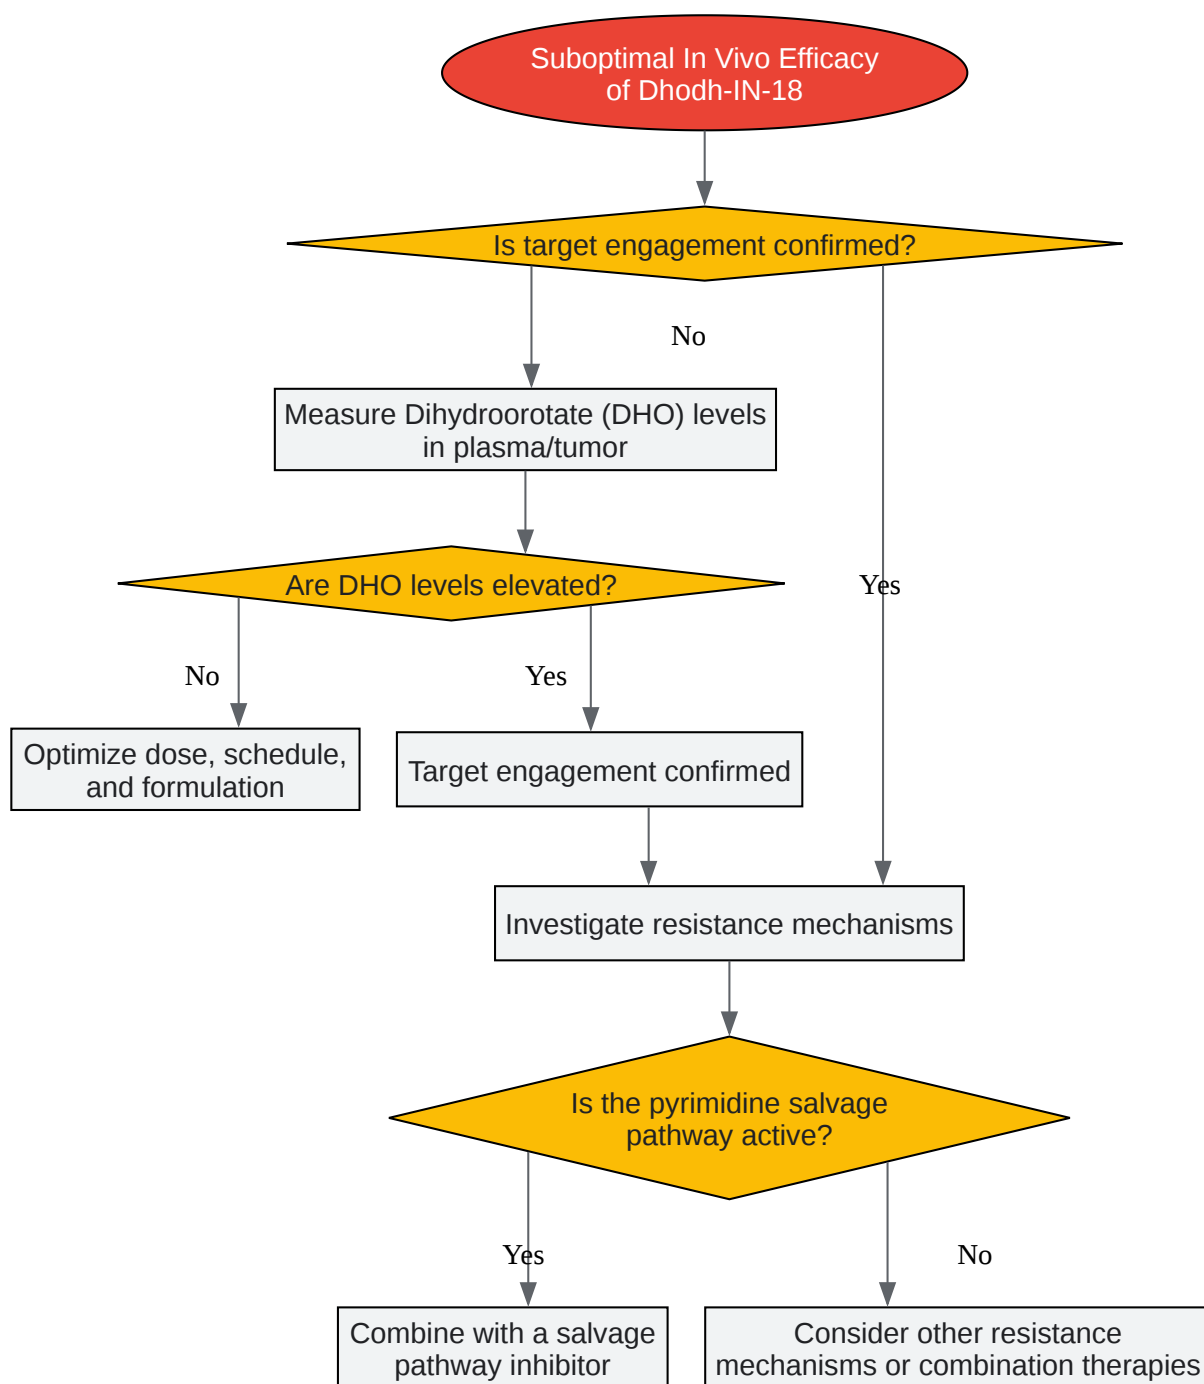 Suboptimal In Vivo Efficacy
of Dhodh-IN-18
Is target engagement confirmed?
No
Measure Dihydroorotate (DHO) levels
in plasma/tumor
Are DHO levels elevated?
Yes
No
Yes
Optimize dose, schedule,
and formulation
Target engagement confirmed
Investigate resistance mechanisms
Is the pyrimidine salvage
pathway active?
Yes
No
Combine with a salvage
pathway inhibitor
Consider other resistance
mechanisms or combination therapies